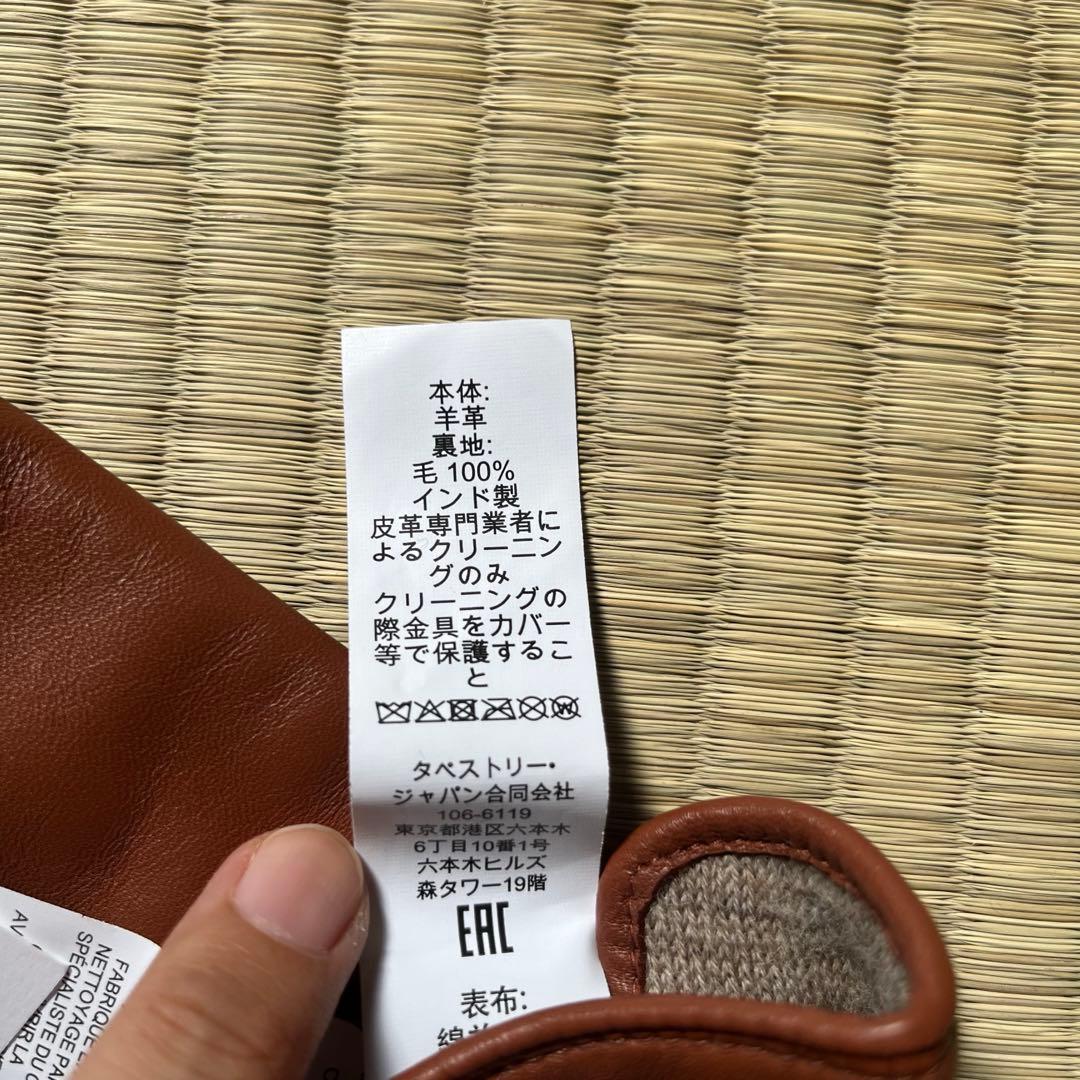 本体:
羊革
裏地:
毛 100%
インド製
皮革専門業者に
よるクリーニン
グのみ
クリーニングの
際金具をカバー
等で保護するこ
と
タペストリー・
ジャパン合同会社
106-6119
東京都港区六本木
6丁目10番1号
六本木ヒルズ
森タワー19階
EAC
表布:
FABRIQUE
NETTOYAGE PA
SPÉCIALISTE DU
RIR LA